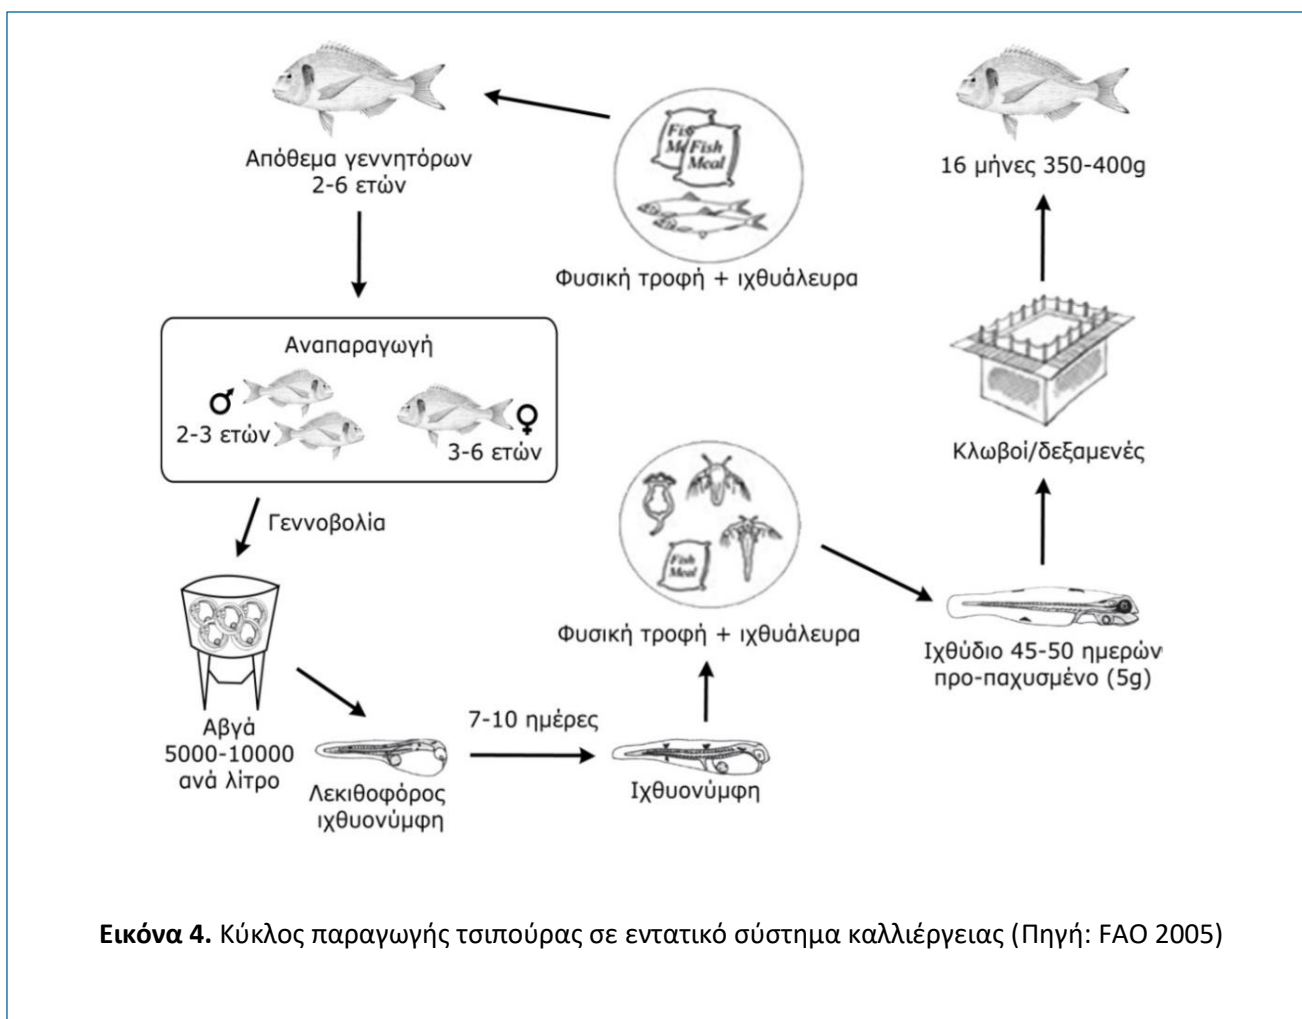 Απόθεμα γεννητόρων
2-6 ετών
Fish
Meal
Φυσική τροφή + ιχθυάλευρα
16 μήνες 350-400g
Αναπαραγωγή
♂
2-3 ετών
♀
3-6 ετών
Κλωβοί/δεξαμενές
Γεννοβολία
Fish
Meal
Φυσική τροφή + ιχθυάλευρα
Ιχθύδιο 45-50 ημερών
προ-παχυσμένο (5g)
Αβγά
5000-10000
ανά λίτρο
Λεκιθοφόρος
ιχθυονύμφη
7-10 ημέρες
Ιχθυονύμφη
Εικόνα 4. Κύκλος παραγωγής τσιπούρας σε εντατικό σύστημα καλλιέργειας (Πηγή: FAO 2005)